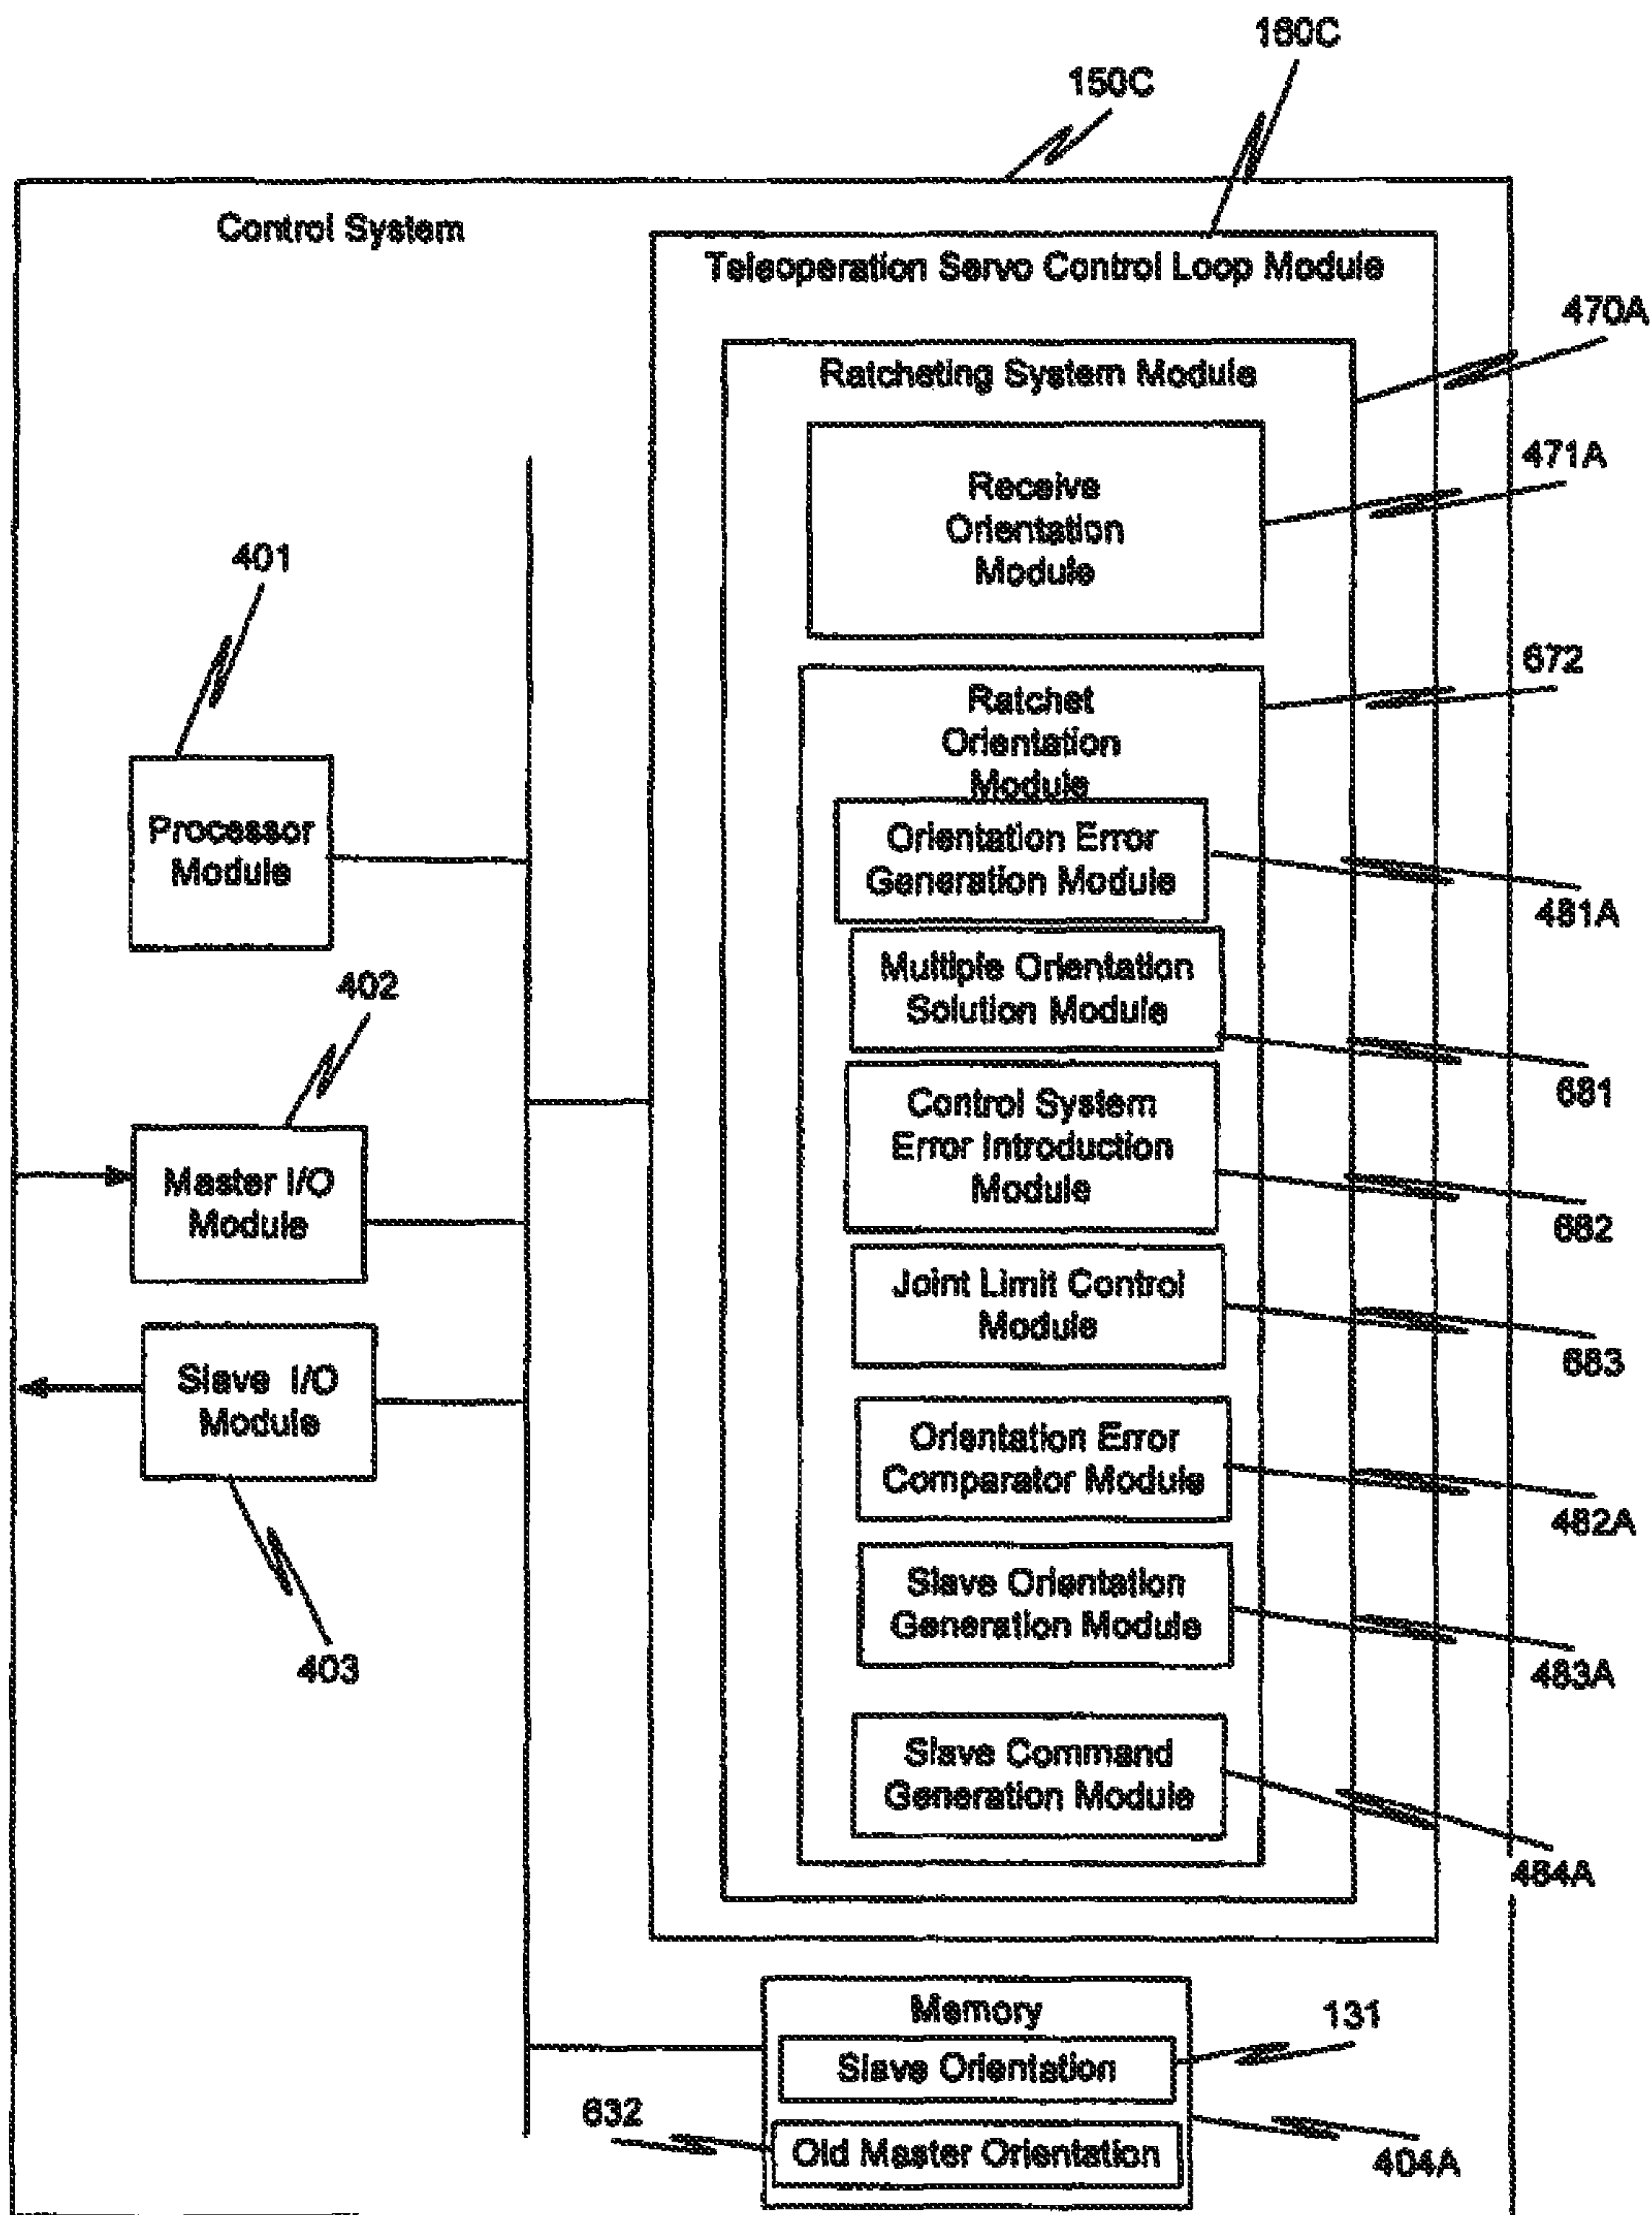 160C
150C
Control System
Teleoperation Servo Control Loop Module
470A
Ratcheting System Module
471A
Receive
Orientation
Module
401
672
Ratchet
Orientation
Module
Processor
Module
Orientation Error
Generation Module
481A
402
Multiple Orientation
Solution Module
681
Control System
Error Introduction
Module
682
Master I/O
Module
Joint Limit Control
Module
683
Slave I/O
Module
Orientation Error
Comparator Module
482A
403
Slave Orientation
Generation Module
483A
Slave Command
Generation Module
484A
Memory
131
Slave Orientation
632
Old Master Orientation
404A